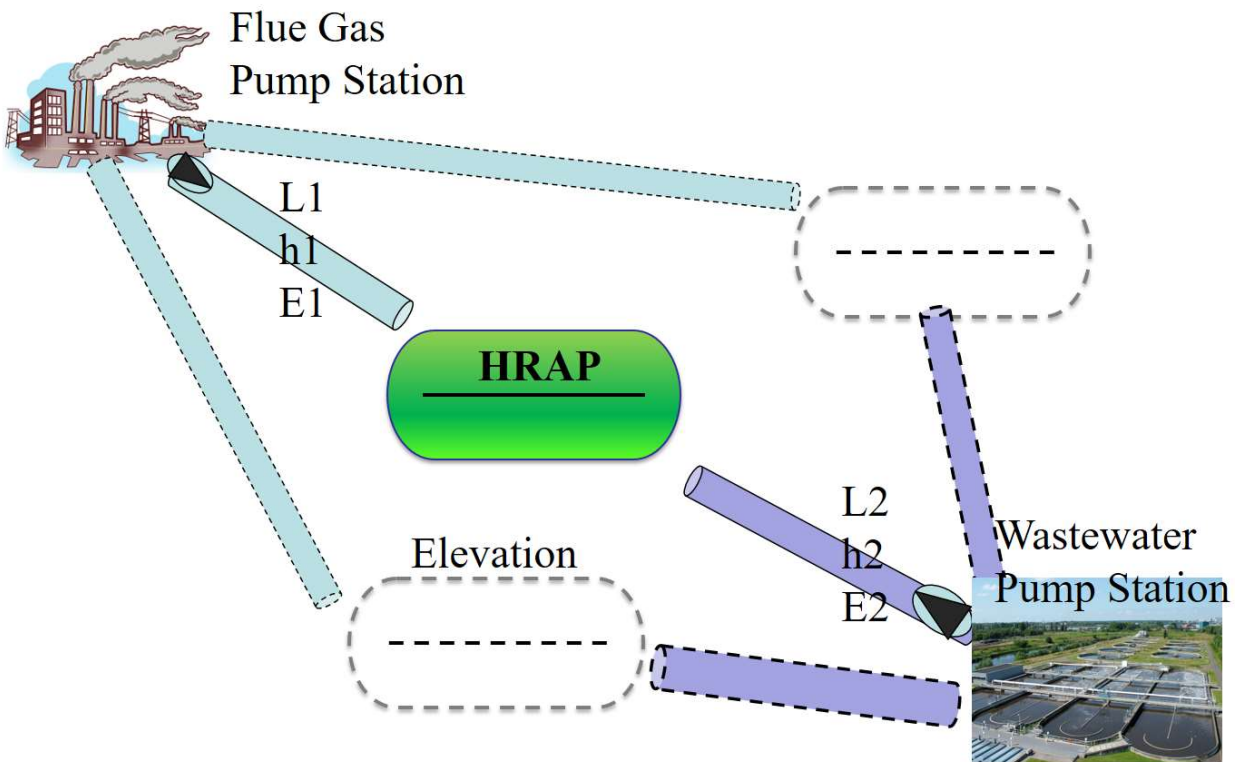 Flue Gas
Pump Station
L1
h1
E1
HRAP
L2
h2
E2
Elevation
Wastewater
Pump Station